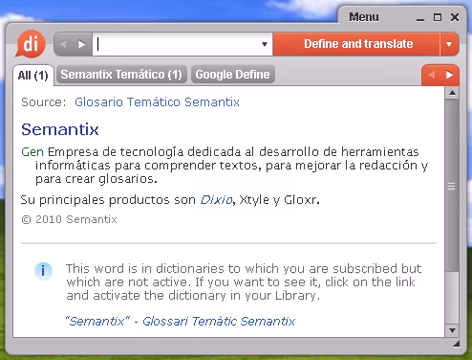 Menu
di
Define and translate
All (1) Semantix Temático (1) Google Define
Source: Glosario Temático Semantix
Semantix
Gen Empresa de tecnología dedicada al desarrollo de herramientas
informáticas para comprender textos, para mejorar la redacción y
para crear glosarios.
Su principales productos son Dixio, Xtyle y Gloxr.
© 2010 Semantix
i
This word is in dictionaries to which you are subscribed but
which are not active. If you want to see it, click on the link
and activate the dictionary in your Library.
"Semantix" - Glossari Temàtic Semantix